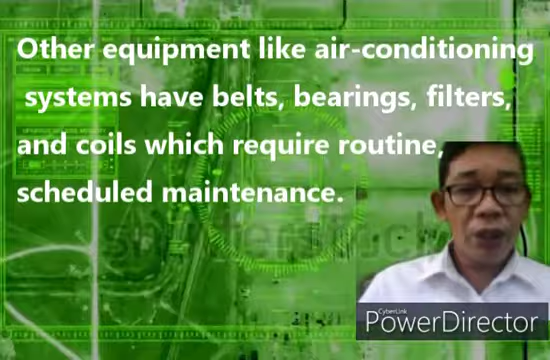 Other equipment like air-conditioning
systems have belts, bearings, filters,
and coils which require routine,
scheduled maintenance.
shutterstock
CyberLink
PowerDirector